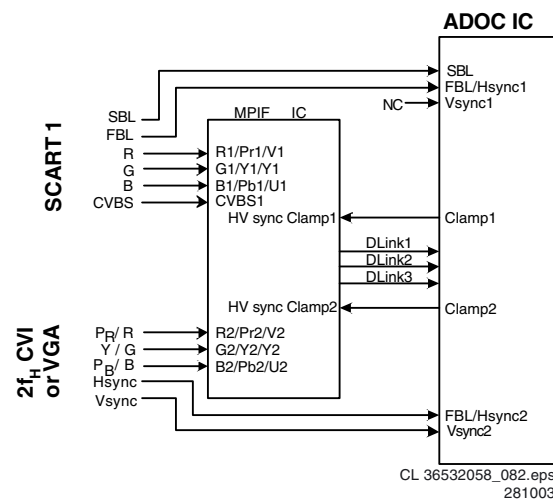 ADOC IC
SBL
FBL/Hsync1
NC
Vsync1
SBL
FBL
MPIF IC
SCART 1
R
R1/Pr1/V1
G
G1/Y1/Y1
B
B1/Pb1/U1
CVBS
CVBS1
HV sync Clamp1
Clamp1
DLink1
DLink2
DLink3
HV sync Clamp2
Clamp2
2fH CVI
or VGA
PR/ R
R2/Pr2/V2
Y / G
G2/Y2/Y2
PB/ B
B2/Pb2/U2
Hsync
Vsync
FBL/Hsync2
Vsync2
CL 36532058_082.eps
281003